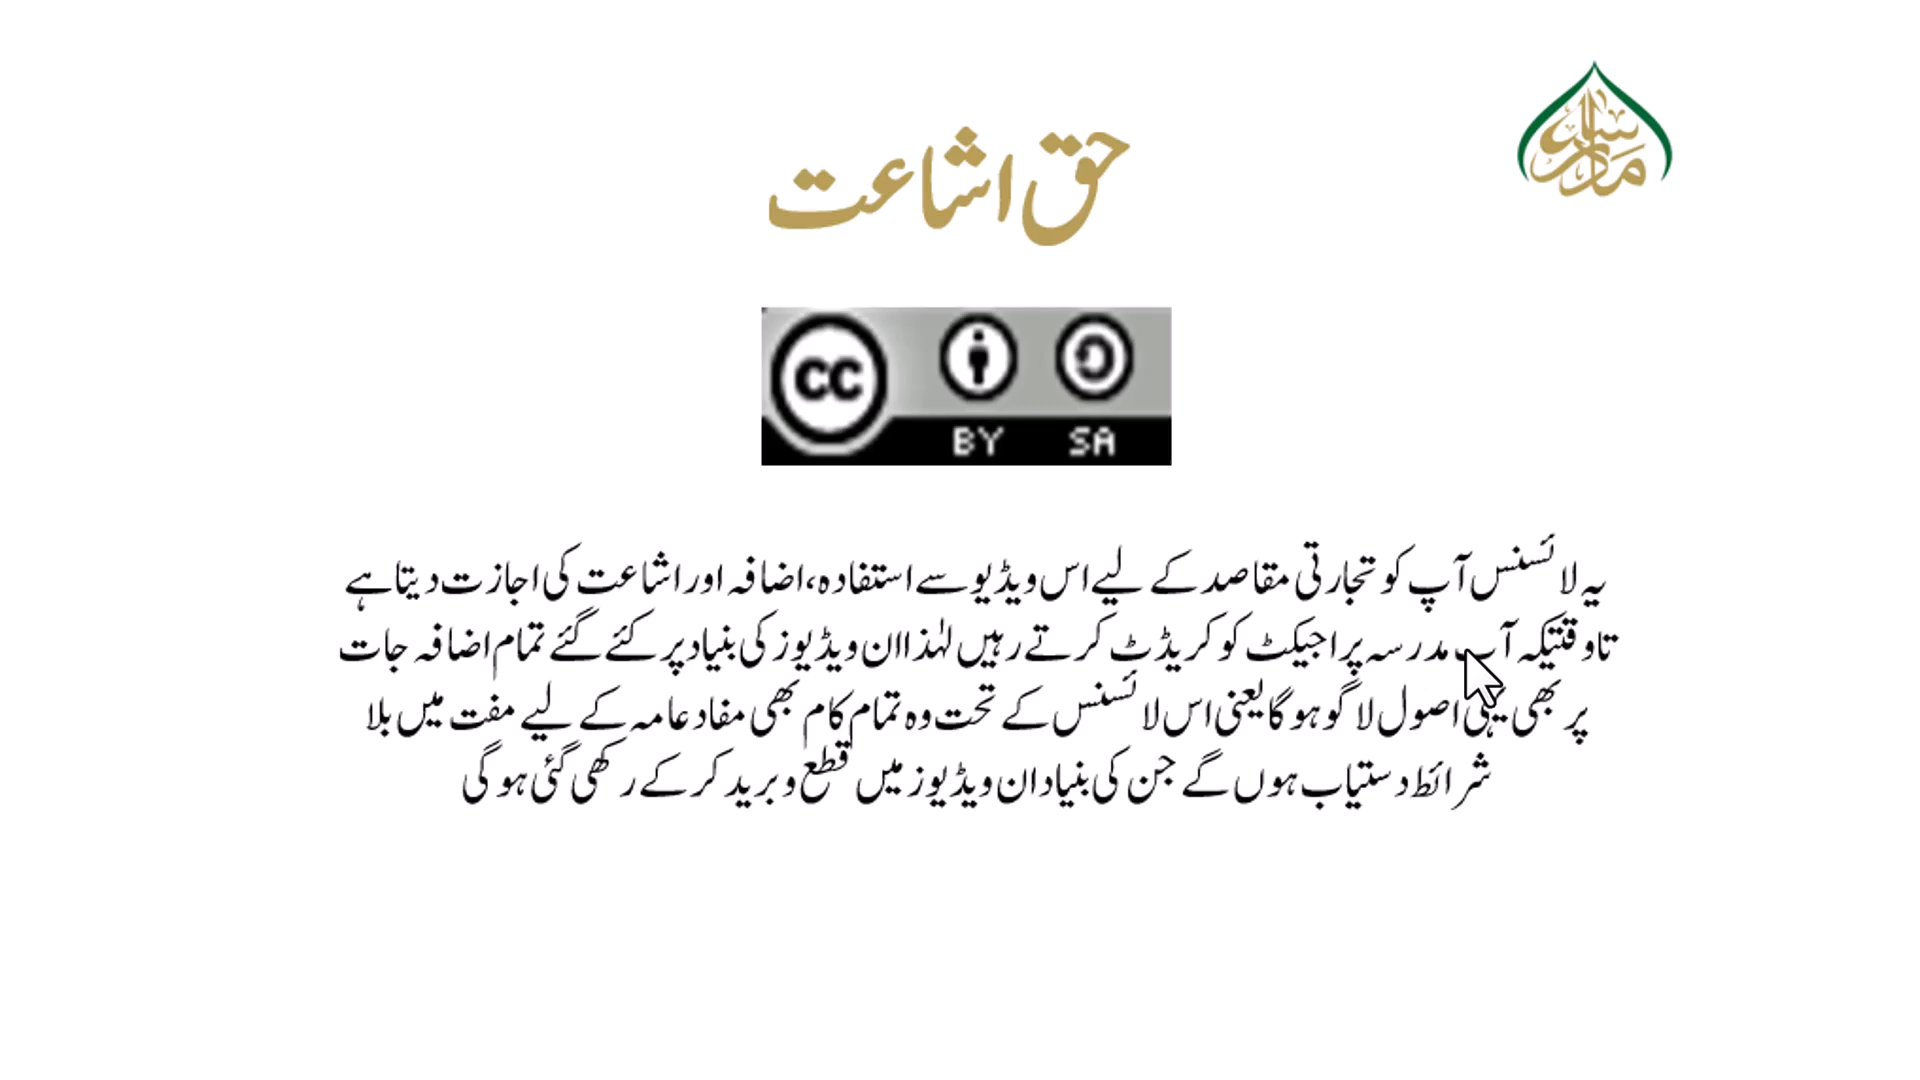 حق اشاعت
مدرسہ
CC
BY SA
یہ لائسنس آپ کو تجارتی مقاصد کے لیے اس ویڈیو سے استفادہ، اضافہ اور اشاعت کی اجازت دیتا ہے
تاوقتیکہ آپ مدرسہ پراجیکٹ کو کریڈٹ کرتے رہیں لہٰذا ان ویڈیوز کی بنیاد پر کئے گئے تمام اضافہ جات
پر بھی یہی اصول لاگو ہو گا یعنی اس لائسنس کے تحت وہ تمام کام بھی مفاد عامہ کے لیے مفت میں بلا
شرائط دستیاب ہوں گے جن کی بنیاد ان ویڈیوز میں قطع و برید کر کے رکھی گئی ہو گی